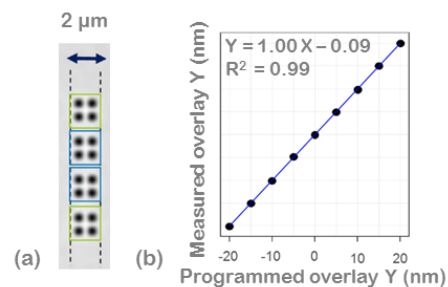 2 μm
(a)
(b)
Measured overlay Y (nm)
Y = 1.00 X – 0.09
R² = 0.99
-20 -10 0 10 20
Programmed overlay Y (nm)